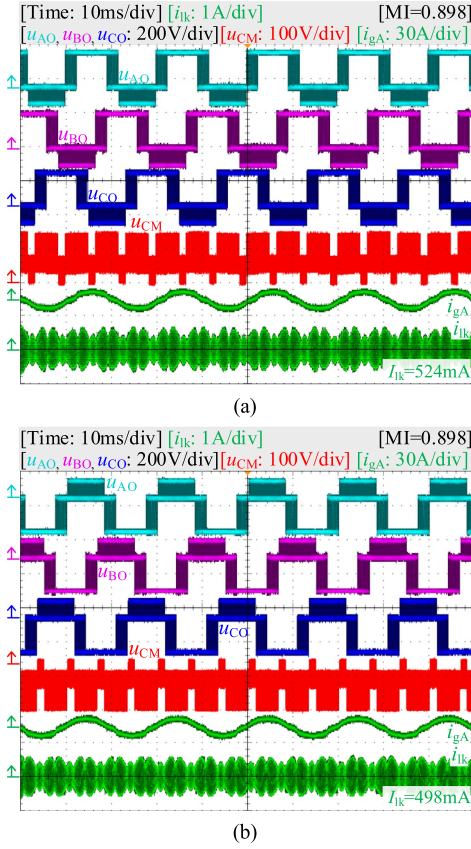 [Time: 10ms/div] [ilk: 1A/div] [MI=0.898]
uAO, uBO, uCO: 200V/div] [uCM: 100V/div] [igA: 30A/div]
uAO
uBO
uCO
uCM
igA
ilk
Ilk=524mA
(a)
[Time: 10ms/div] [ilk: 1A/div] [MI=0.898]
[uAO, uBO, uCO: 200V/div] [uCM: 100V/div] [igA: 30A/div]
uAO
uBO
uCO
uCM
igA
ilk
Ilk=498mA
(b)